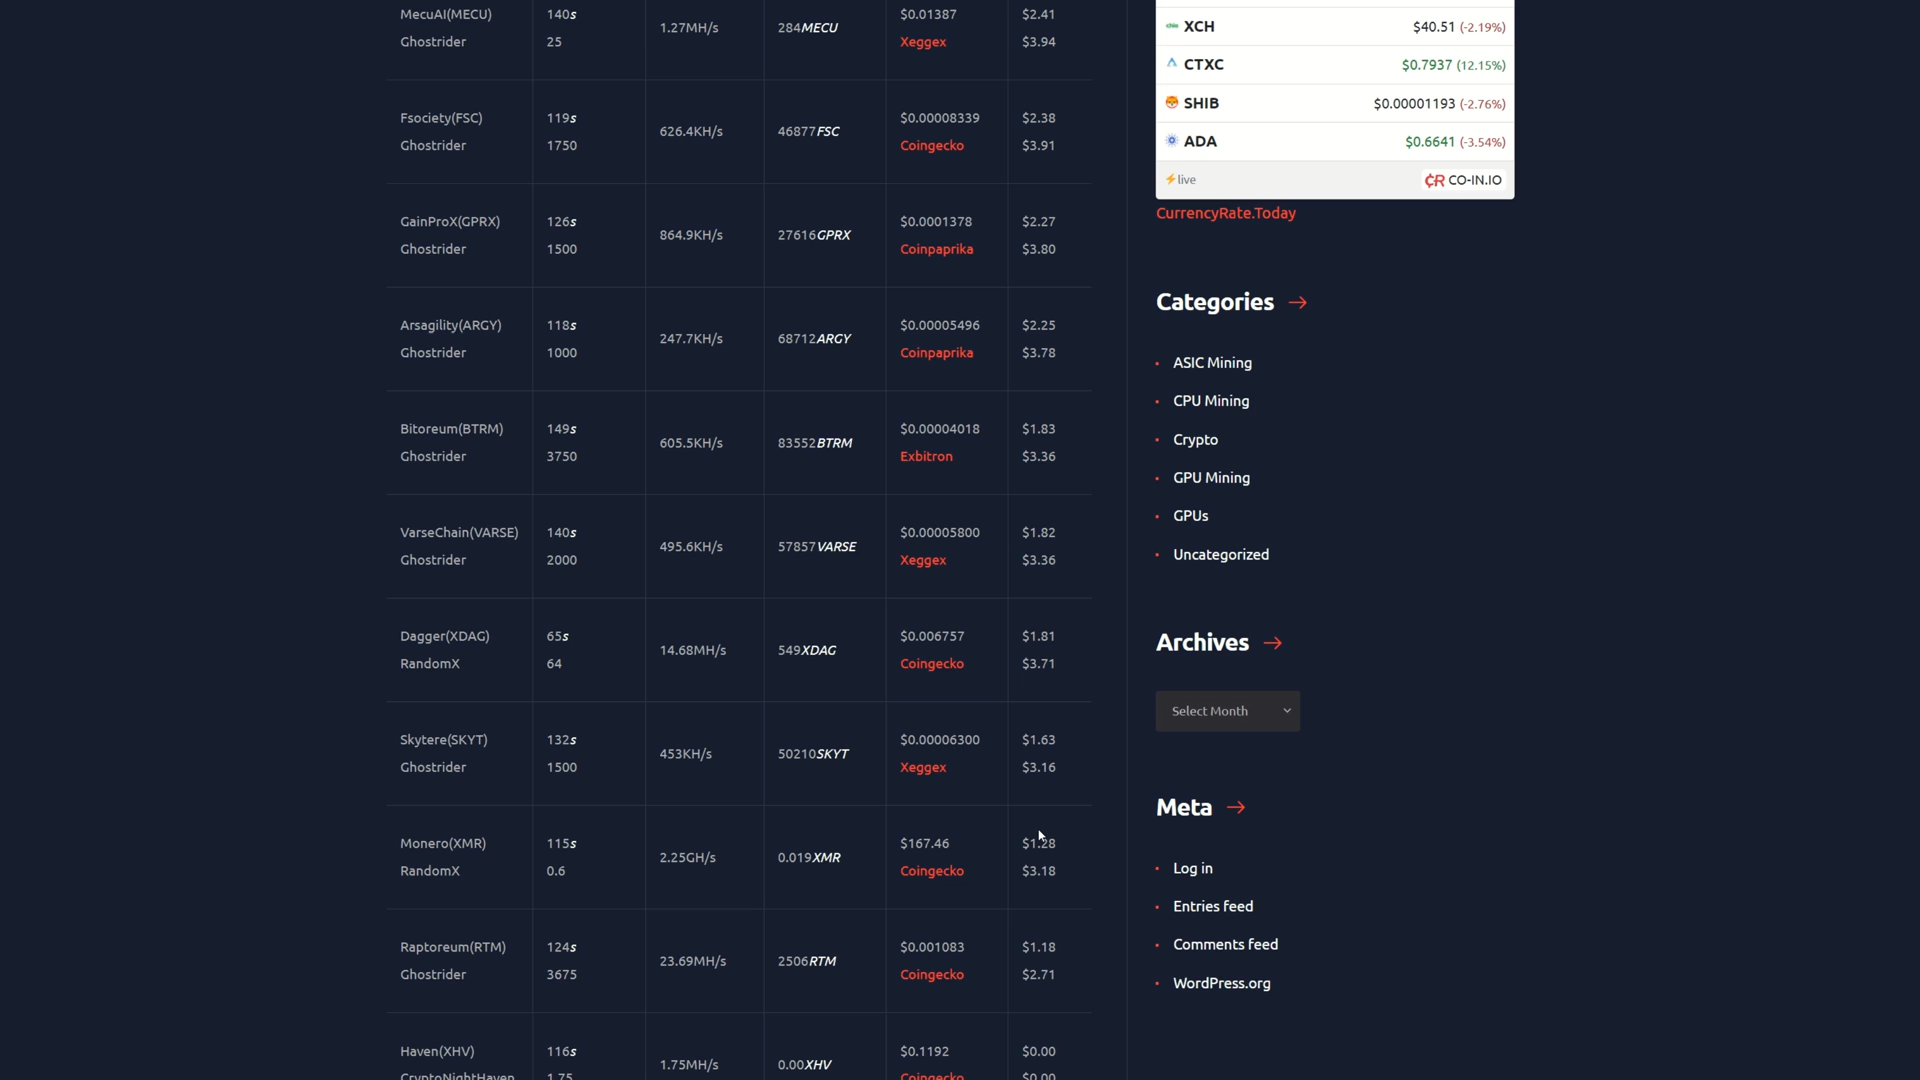 MecuAI(MECU)
Ghostrider
140s
25
1.27MH/s
284MECU
$0.01387
Xeggex
$2.41
$3.94
Fsociety(FSC)
Ghostrider
119s
1750
626.4KH/s
46877FSC
$0.00008339
Coingecko
$2.38
$3.91
GainProX(GPRX)
Ghostrider
126s
1500
864.9KH/s
27616GPRX
$0.0001378
Coinpaprika
$2.27
$3.80
Arsagility(ARGY)
Ghostrider
118s
1000
247.7KH/s
68712ARGY
$0.00005496
Coinpaprika
$2.25
$3.78
Bitoreum(BTRM)
Ghostrider
149s
3750
605.5KH/s
83552BTRM
$0.00004018
Exbitron
$1.83
$3.36
VarseChain(VARSE)
Ghostrider
140s
2000
495.6KH/s
57857VARSE
$0.00005800
Xeggex
$1.82
$3.36
Dagger(XDAG)
RandomX
65s
64
14.68MH/s
549XDAG
$0.006757
Coingecko
$1.81
$3.71
Skytere(SKYT)
Ghostrider
132s
1500
453KH/s
50210SKYT
$0.00006300
Xeggex
$1.63
$3.16
Monero(XMR)
RandomX
115s
0.6
2.25GH/s
0.019XMR
$167.46
Coingecko
$1.28
$3.18
Raptoreum(RTM)
Ghostrider
124s
3675
23.69MH/s
2506RTM
$0.001083
Coingecko
$1.18
$2.71
Haven(XHV)
CryptoNightHaven
116s
1.75
1.75MH/s
0.00XHV
$0.1192
Coingecko
$0.00
$0.00
XCH $40.51 (-2.19%)
CTXC $0.7937 (12.15%)
SHIB $0.00001193 (-2.76%)
ADA $0.6641 (-3.54%)
live CO-IN.IO
CurrencyRate.Today
Categories
ASIC Mining
CPU Mining
Crypto
GPU Mining
GPUs
Uncategorized
Archives
Select Month
Meta
Log in
Entries feed
Comments feed
WordPress.org